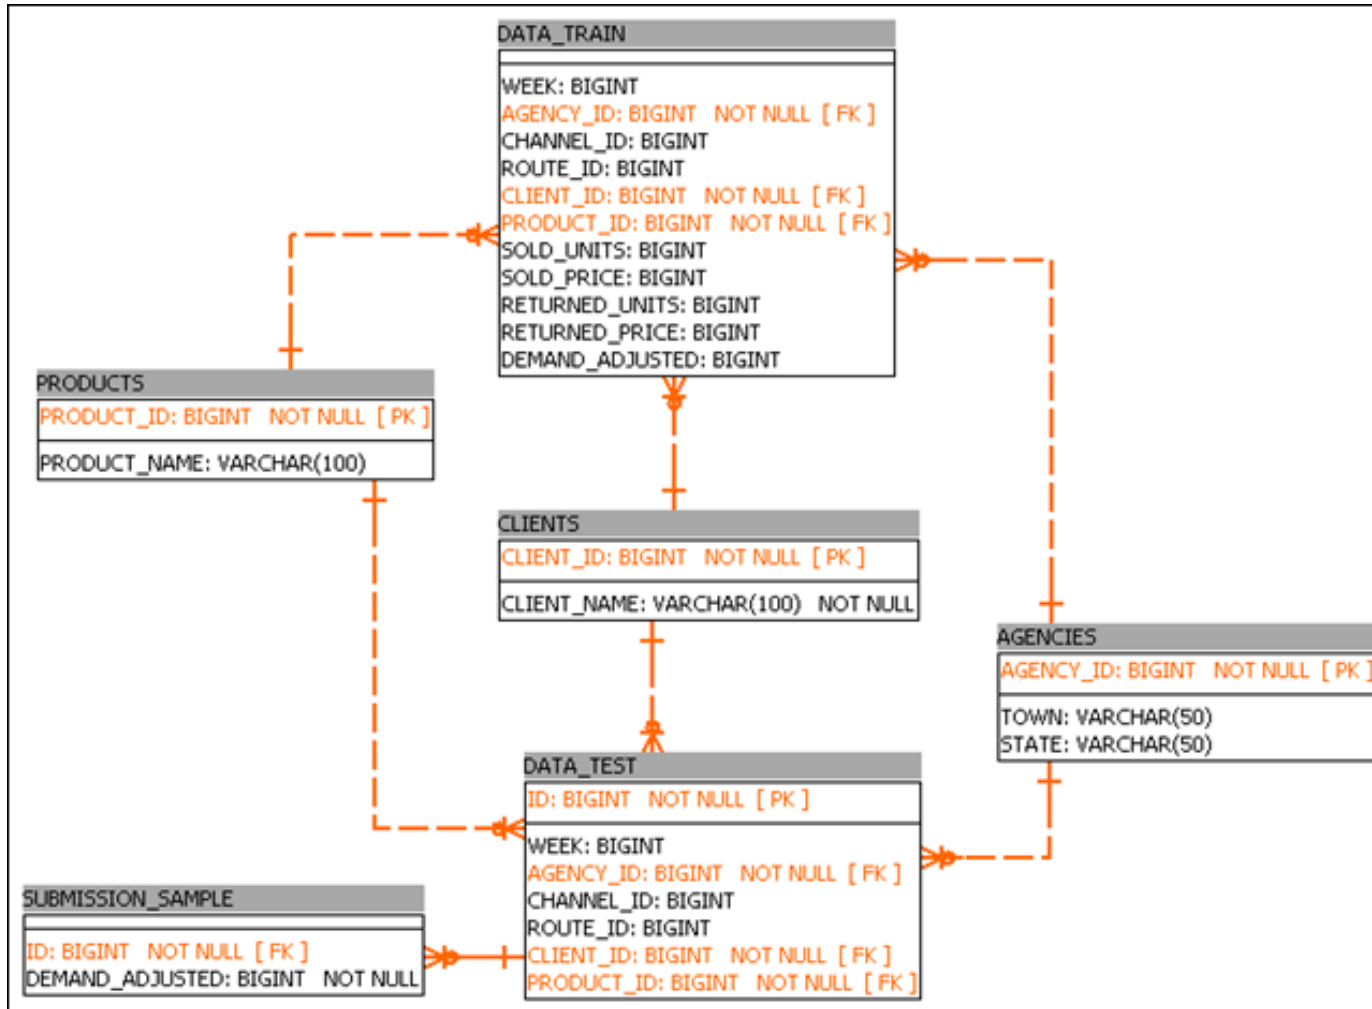 DATA_TRAIN
WEEK: BIGINT
AGENCY_ID: BIGINT NOT NULL [ FK ]
CHANNEL_ID: BIGINT
ROUTE_ID: BIGINT
CLIENT_ID: BIGINT NOT NULL [ FK ]
PRODUCT_ID: BIGINT NOT NULL [ FK ]
SOLD_UNITS: BIGINT
SOLD_PRICE: BIGINT
RETURNED_UNITS: BIGINT
RETURNED_PRICE: BIGINT
DEMAND_ADJUSTED: BIGINT
PRODUCTS
PRODUCT_ID: BIGINT NOT NULL [ PK ]
PRODUCT_NAME: VARCHAR(100)
CLIENTS
CLIENT_ID: BIGINT NOT NULL [ PK ]
CLIENT_NAME: VARCHAR(100) NOT NULL
AGENCIES
AGENCY_ID: BIGINT NOT NULL [ PK ]
TOWN: VARCHAR(50)
STATE: VARCHAR(50)
DATA_TEST
ID: BIGINT NOT NULL [ PK ]
WEEK: BIGINT
AGENCY_ID: BIGINT NOT NULL [ FK ]
CHANNEL_ID: BIGINT
ROUTE_ID: BIGINT
CLIENT_ID: BIGINT NOT NULL [ FK ]
PRODUCT_ID: BIGINT NOT NULL [ FK ]
SUBMISSION_SAMPLE
ID: BIGINT NOT NULL [ FK ]
DEMAND_ADJUSTED: BIGINT NOT NULL